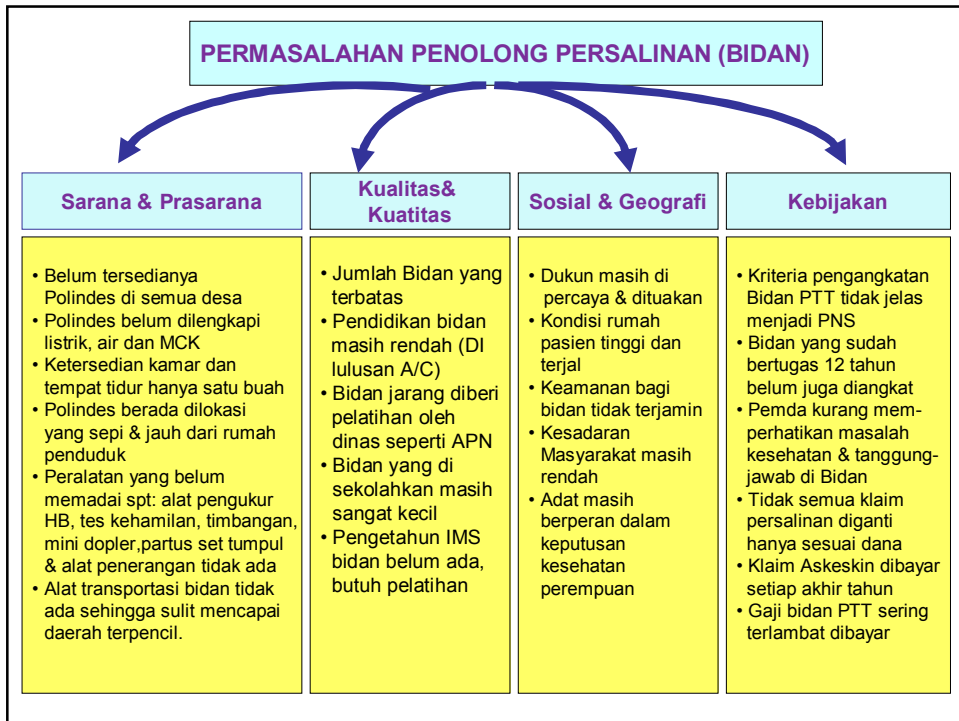 PERMASALAHAN PENOLONG PERSALINAN (BIDAN)
Sarana & Prasarana
• Belum tersedianya
Polindes di semua desa
• Polindes belum dilengkapi
listrik, air dan MCK
• Ketersedian kamar dan
tempat tidur hanya satu buah
• Polindes berada dilokasi
yang sepi & jauh dari rumah
penduduk
• Peralatan yang belum
memadai spt: alat pengukur
HB, tes kehamilan, timbangan,
mini dopler,partus set tumpul
& alat penerangan tidak ada
• Alat transportasi bidan tidak
ada sehingga sulit mencapai
daerah terpencil.
Kualitas&
Kuatitas
• Jumlah Bidan yang
terbatas
• Pendidikan bidan
masih rendah (DI
lulusan A/C)
• Bidan jarang diberi
pelatihan oleh
dinas seperti APN
• Bidan yang di
sekolahkan masih
sangat kecil
• Pengetahun IMS
bidan belum ada,
butuh pelatihan
Sosial & Geografi
• Dukun masih di
percaya & dituakan
• Kondisi rumah
pasien tinggi dan
terjal
• Keamanan bagi
bidan tidak terjamin
• Kesadaran
Masyarakat masih
rendah
• Adat masih
berperan dalam
keputusan
kesehatan
perempuan
Kebijakan
• Kriteria pengangkatan
Bidan PTT tidak jelas
menjadi PNS
• Bidan yang sudah
bertugas 12 tahun
belum juga diangkat
• Pemda kurang mem-
perhatikan masalah
kesehatan & tanggung-
jawab di Bidan
• Tidak semua klaim
persalinan diganti
hanya sesuai dana
• Klaim Askeskin dibayar
setiap akhir tahun
• Gaji bidan PTT sering
terlambat dibayar